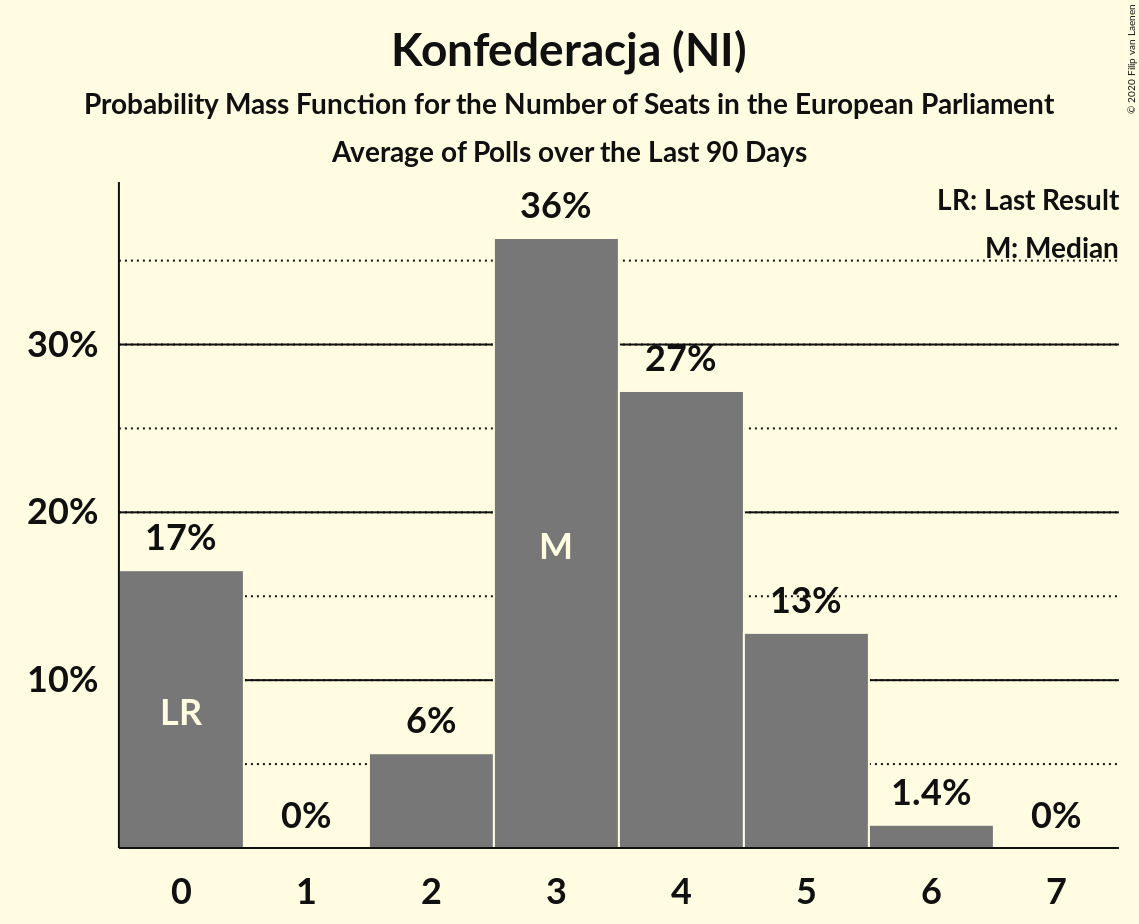 Konfederacja (NI)
Probability Mass Function for the Number of Seats in the European Parliament
Average of Polls over the Last 90 Days
© 2020 Filip van Laenen
LR: Last Result
M: Median
36%
30%
27%
20%
17%
M
13%
10%
LR
6%
1.4%
0%
0%
0 1 2 3 4 5 6 7